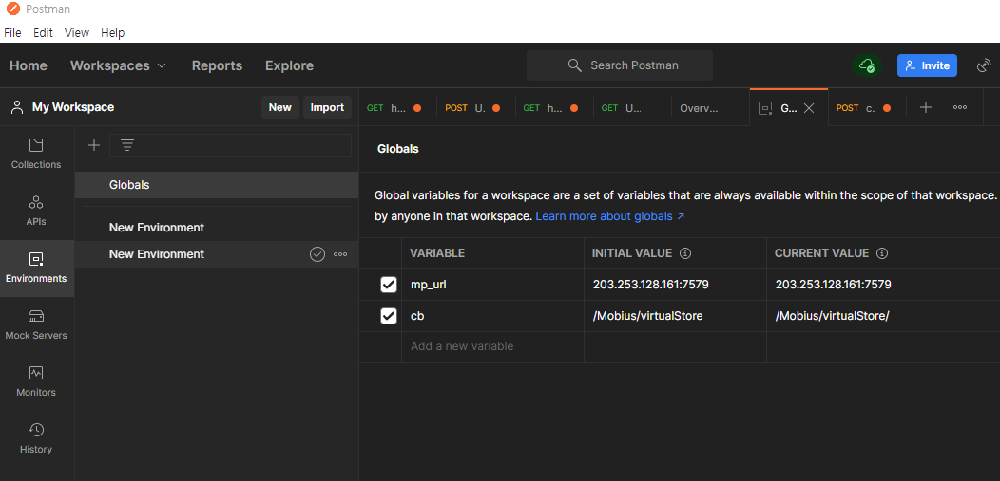 Postman
File Edit View Help
Home Workspaces Reports Explore Search Postman Invite
My Workspace New Import GET h... POST U. GET h... GET U... Overv... G... POST c.
Collections
APIs
Environments
Mock Servers
Monitors
History
Globals
New Environment
New Environment
Globals
Global variables for a workspace are a set of variables that are always available within the scope of that workspace.
by anyone in that workspace. Learn more about globals ↗
VARIABLE INITIAL VALUE CURRENT VALUE
mp_url 203.253.128.161:7579 203.253.128.161:7579
cb /Mobius/virtualStore /Mobius/virtualStore/
Add a new variable